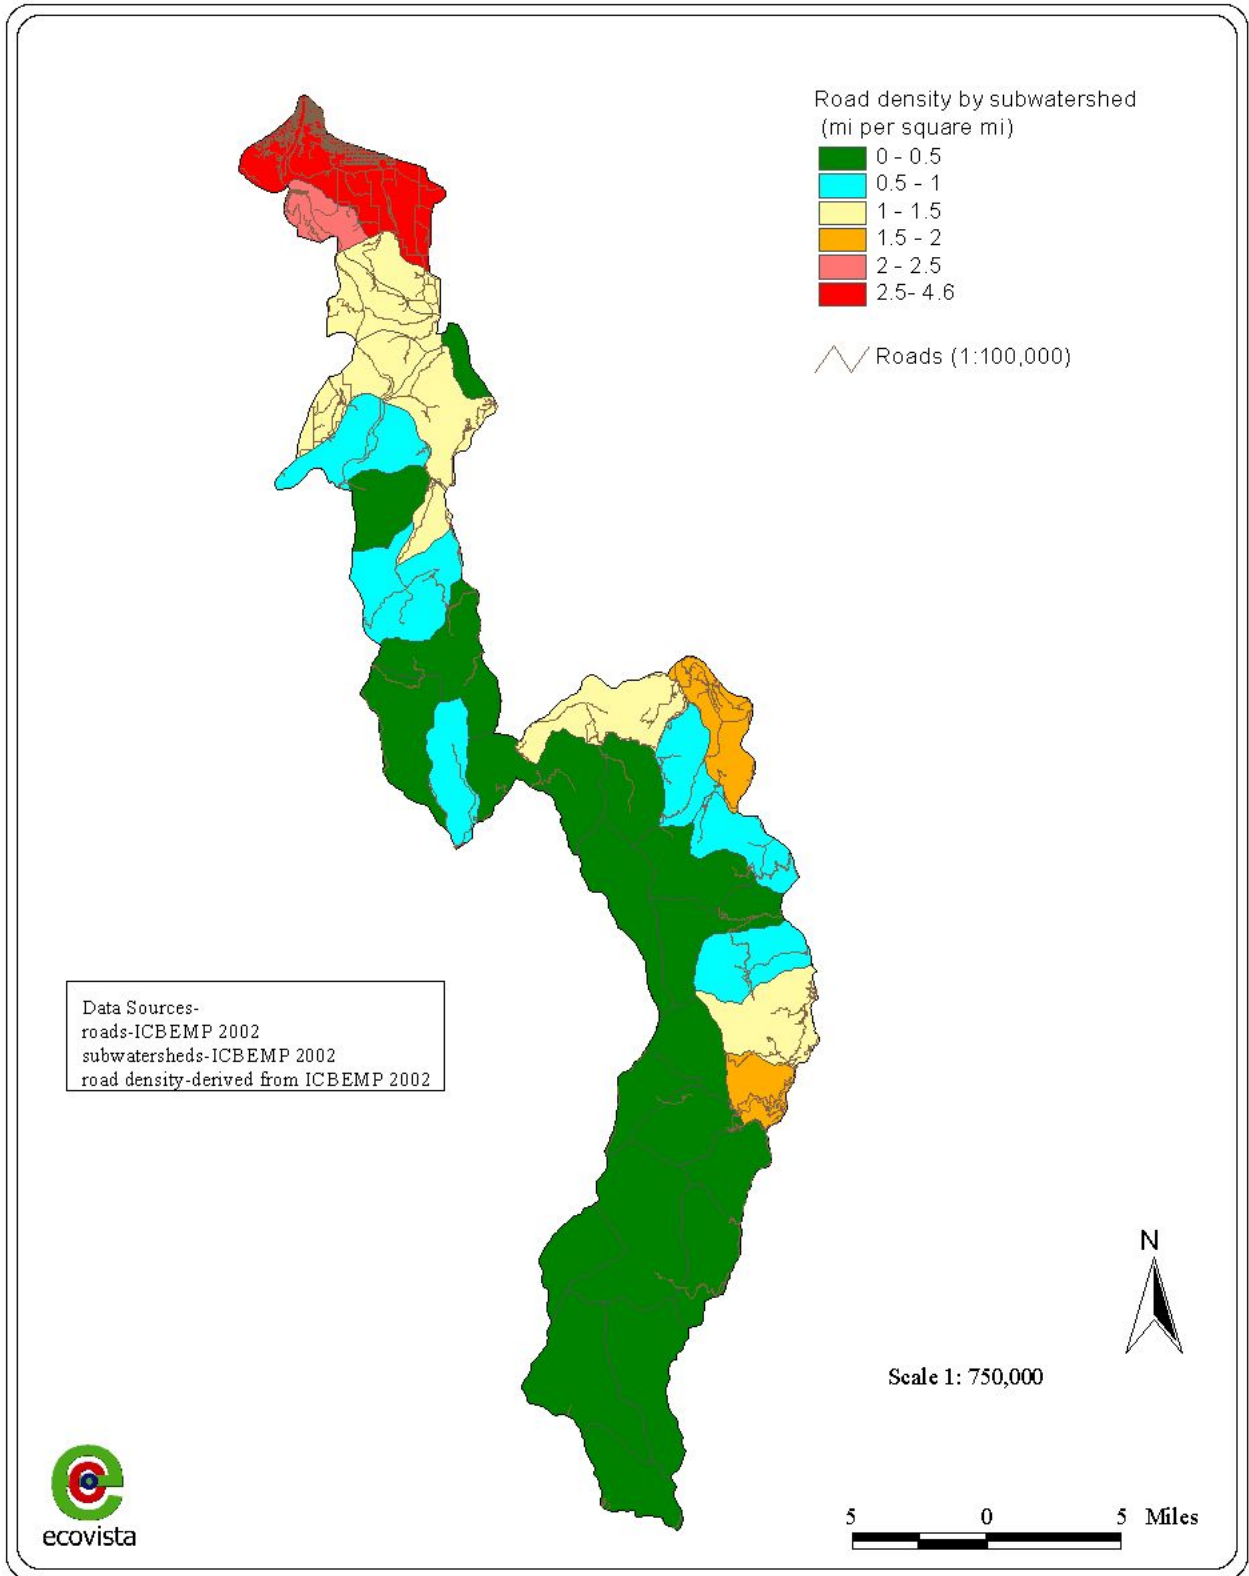 Road density by subwatershed
(mi per square mi)
0 - 0.5
0.5 - 1
1 - 1.5
1.5 - 2
2 - 2.5
2.5- 4.6
Roads (1:100,000)
Data Sources-
roads-ICBEMP 2002
subwatersheds-ICBEMP 2002
road density-derived from ICBEMP 2002
N
Scale 1: 750,000
5 0 5 Miles
ecovista